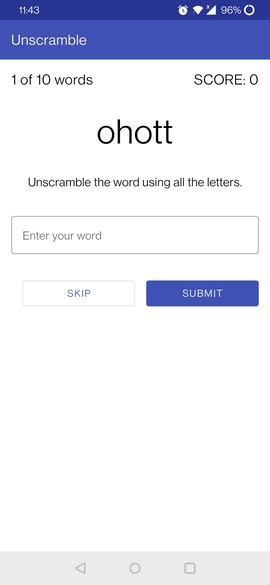 11:43
96%
Unscramble
1 of 10 words
SCORE: 0
ohott
Unscramble the word using all the letters.
Enter your word
SKIP
SUBMIT